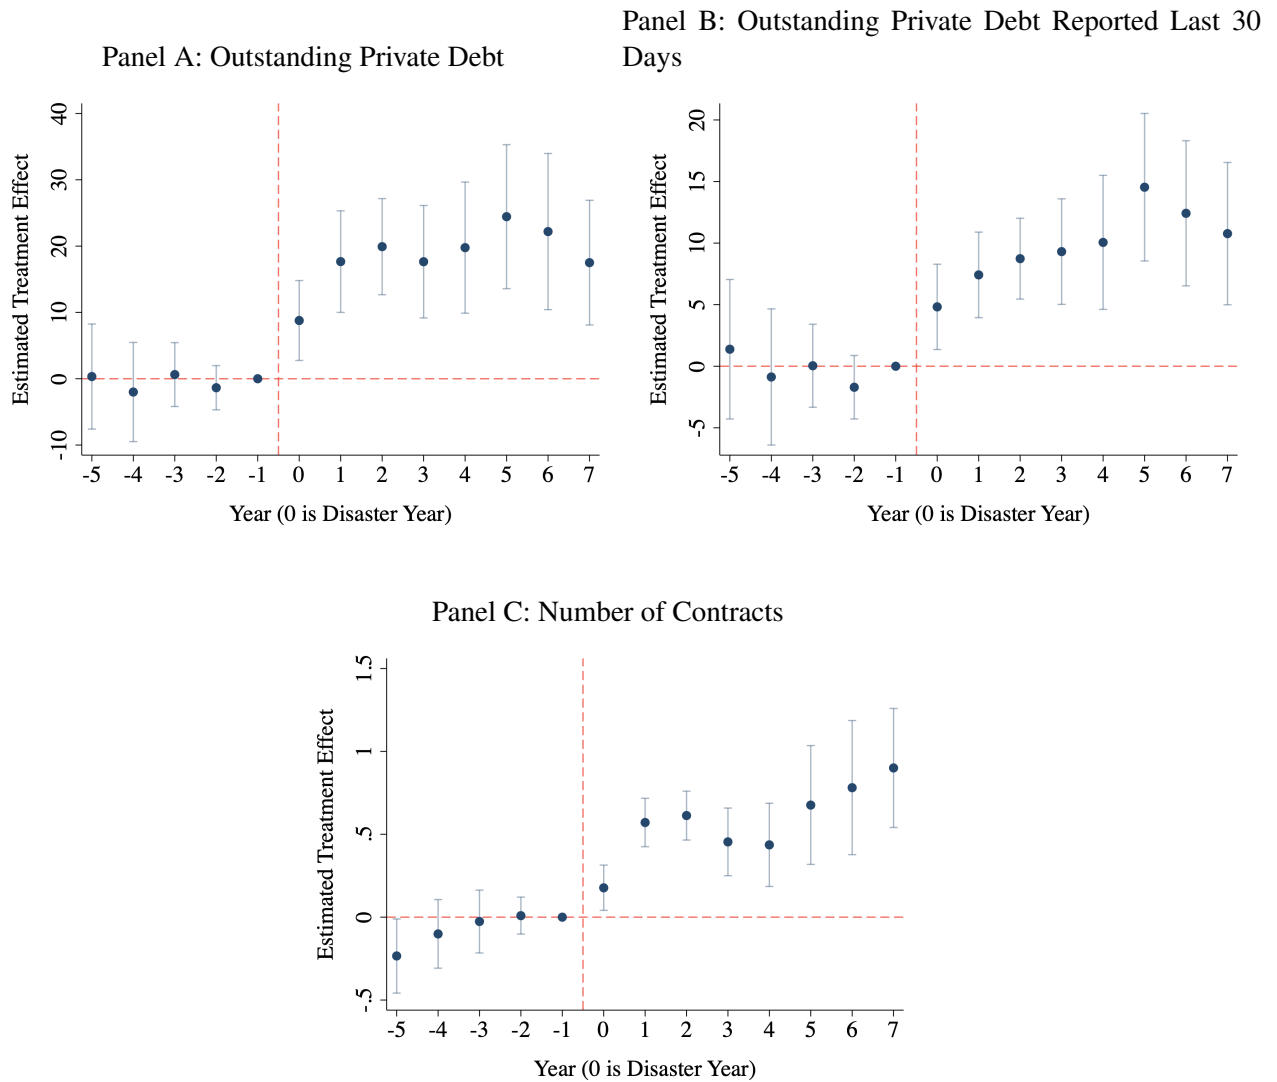 Panel A: Outstanding Private Debt
Estimated Treatment Effect
40
30
20
10
0
-10
-5 -4 -3 -2 -1 0 1 2 3 4 5 6 7
Year (0 is Disaster Year)
Panel B: Outstanding Private Debt Reported Last 30
Days
Estimated Treatment Effect
20
15
10
5
0
-5
-5 -4 -3 -2 -1 0 1 2 3 4 5 6 7
Year (0 is Disaster Year)
Panel C: Number of Contracts
Estimated Treatment Effect
1.5
1
.5
0
-.5
-5 -4 -3 -2 -1 0 1 2 3 4 5 6 7
Year (0 is Disaster Year)